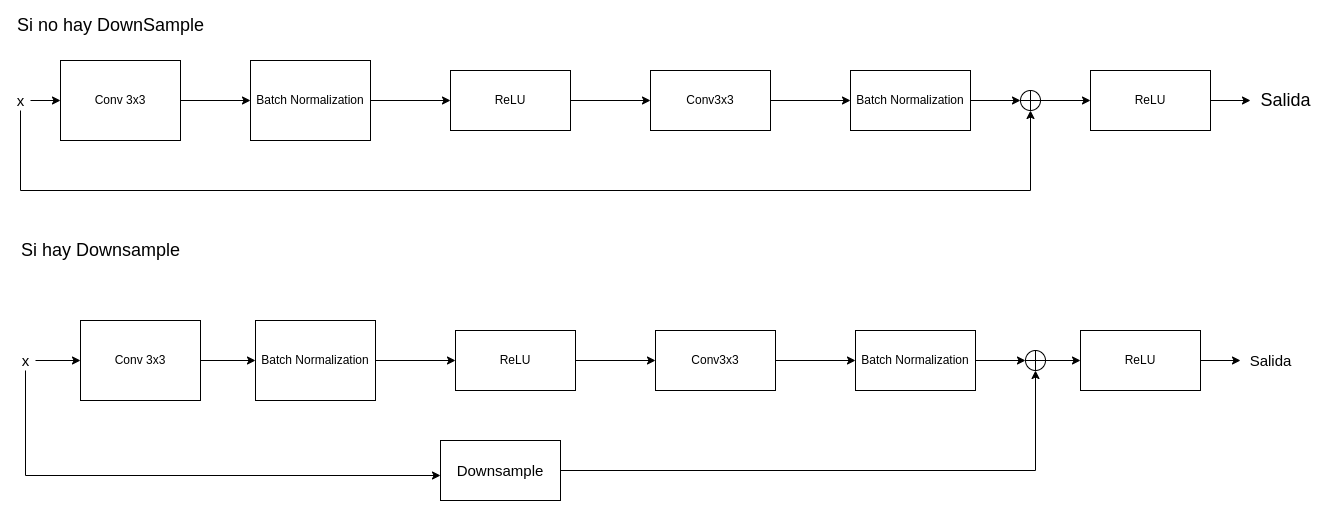 Si no hay DownSample
x
Conv 3x3
Batch Normalization
ReLU
Conv3x3
Batch Normalization
ReLU
Salida
Si hay Downsample
x
Conv 3x3
Batch Normalization
ReLU
Conv3x3
Batch Normalization
ReLU
Salida
Downsample